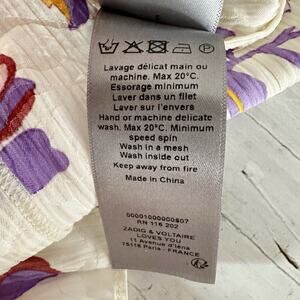 Lavage délicat main ou
machine. Max 20°C.
Essorage minimum
Laver dans un filet
Laver sur l'envers
Hand or machine delicate
wash. Max 20°C. Minimum
speed spin
Wash in a mesh
Wash inside out
Keep away from fire
Made in China
00001000000807
RN 116 202
ZADIG & VOLTAIRE
LOVES YOU
11 Avenue d'Iéna
75116 Paris - FRANCE